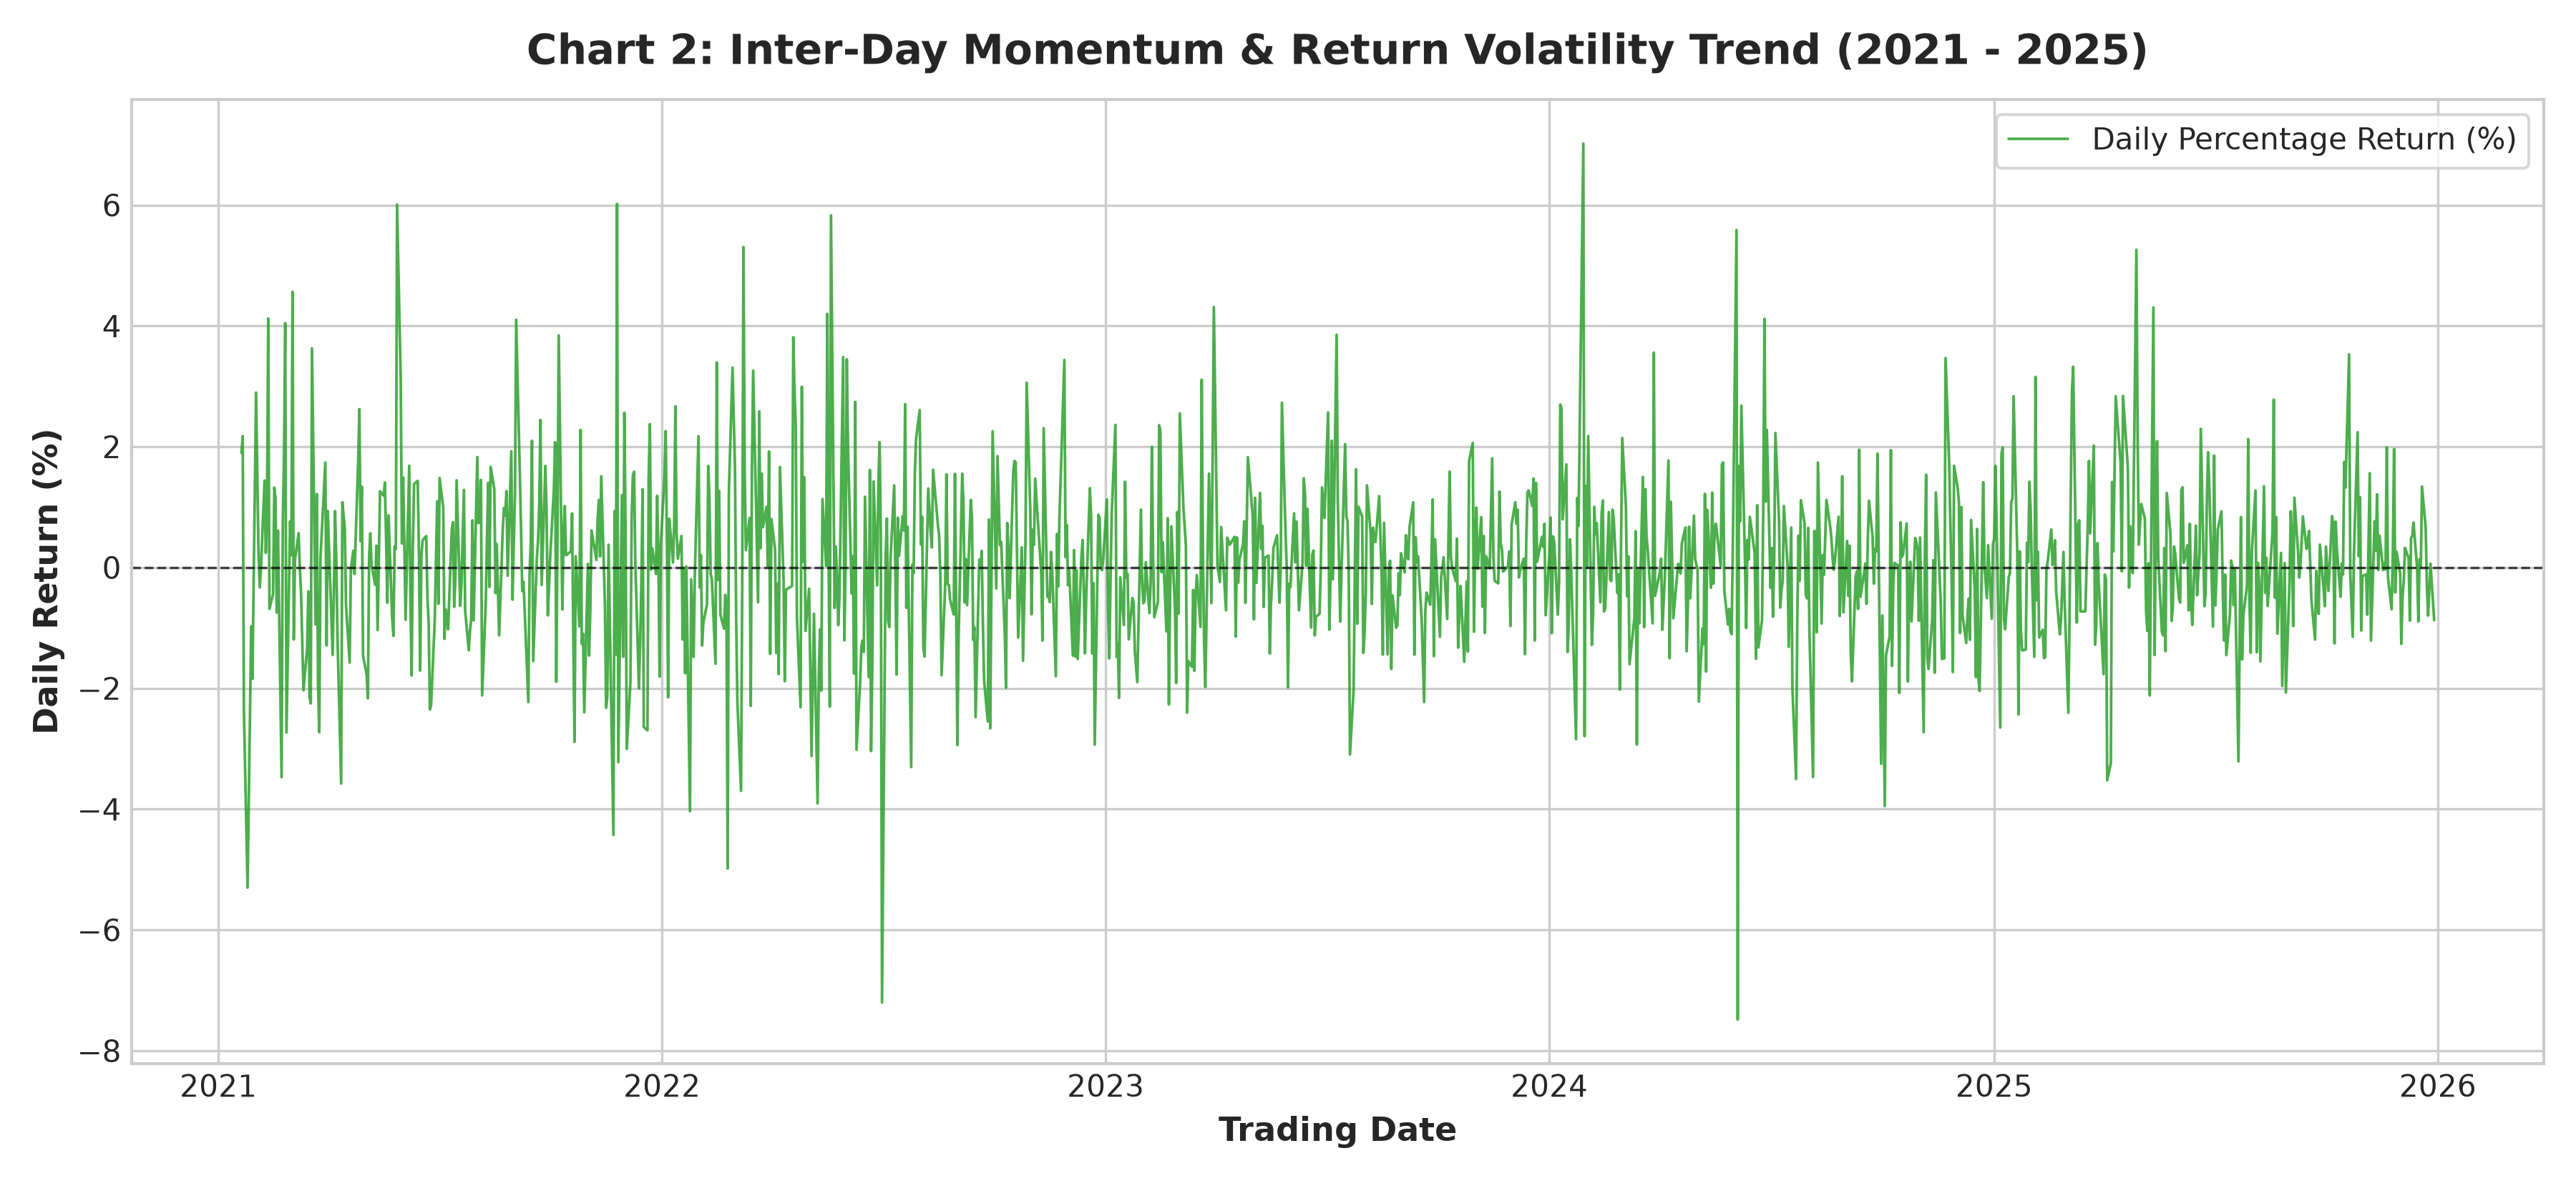 Chart 2: Inter-Day Momentum & Return Volatility Trend (2021 - 2025)
Daily Percentage Return (%)
Daily Return (%)
6
4
2
0
−2
−4
−6
−8
2021 2022 2023 2024 2025 2026
Trading Date